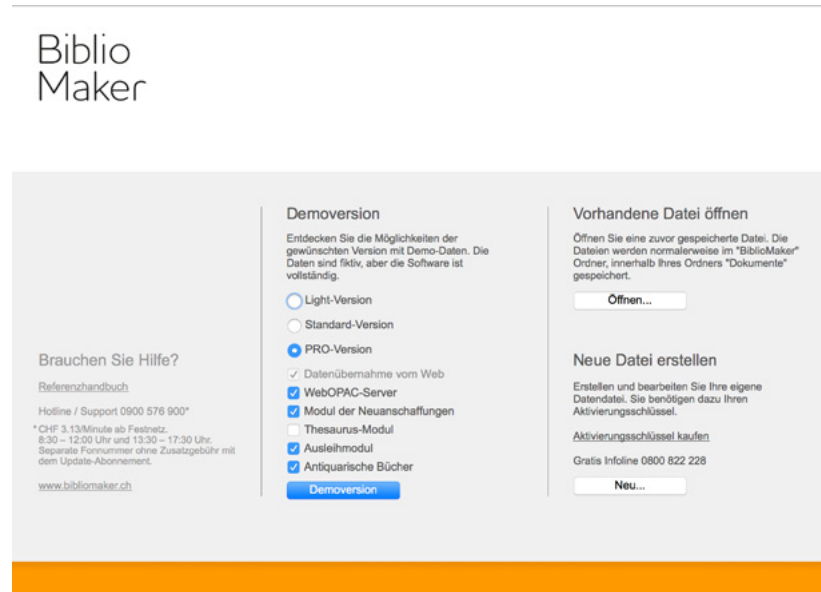 Biblio
Maker
Brauchen Sie Hilfe?
Referenzhandbuch
Hotline / Support 0900 576 900*
*CHF 3.13/Minute ab Festnetz.
8:30 – 12:00 Uhr und 13:30 – 17:30 Uhr.
Separate Fonnummer ohne Zusatzgebühr mit
dem Update-Abonnement.
www.bibliomaker.ch
Demoversion
Entdecken Sie die Möglichkeiten der
gewünschten Version mit Demo-Daten. Die
Daten sind fiktiv, aber die Software ist
vollständig.
Light-Version
Standard-Version
PRO-Version
Datenübernahme vom Web
WebOPAC-Server
Modul der Neuanschaffungen
Thesaurus-Modul
Ausleihmodul
Antiquarische Bücher
Demoversion
Vorhandene Datei öffnen
Öffnen Sie eine zuvor gespeicherte Datei. Die
Dateien werden normalerweise im "BiblioMaker"
Ordner, innerhalb Ihres Ordners "Dokumente"
gespeichert.
Öffnen...
Neue Datei erstellen
Erstellen und bearbeiten Sie Ihre eigene
Datendatei. Sie benötigen dazu Ihren
Aktivierungsschlüssel.
Aktivierungsschlüssel kaufen
Gratis Infoline 0800 822 228
Neu...